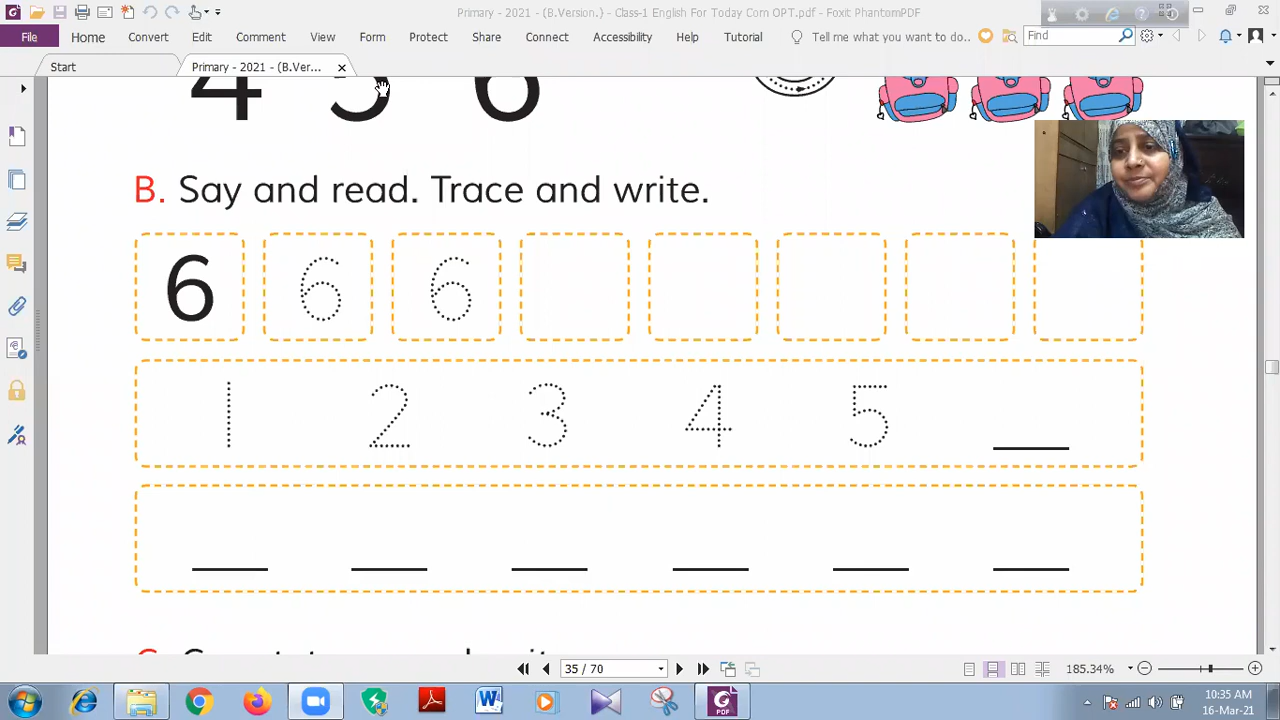 Primary - 2021 - (B.Version.) - Class-1 English For Today Com OPT.pdf - Foxit PhantomPDF
File Home Convert Edit Comment View Form Protect Share Connect Accessibility Help Tutorial Tell me what you want to do.. Find
Start Primary - 2021 - (B.Ver...
4 5 6
B. Say and read. Trace and write.
6 6 6
1 2 3 4 5
35 / 70 185.34%
10:35 AM
16-Mar-21